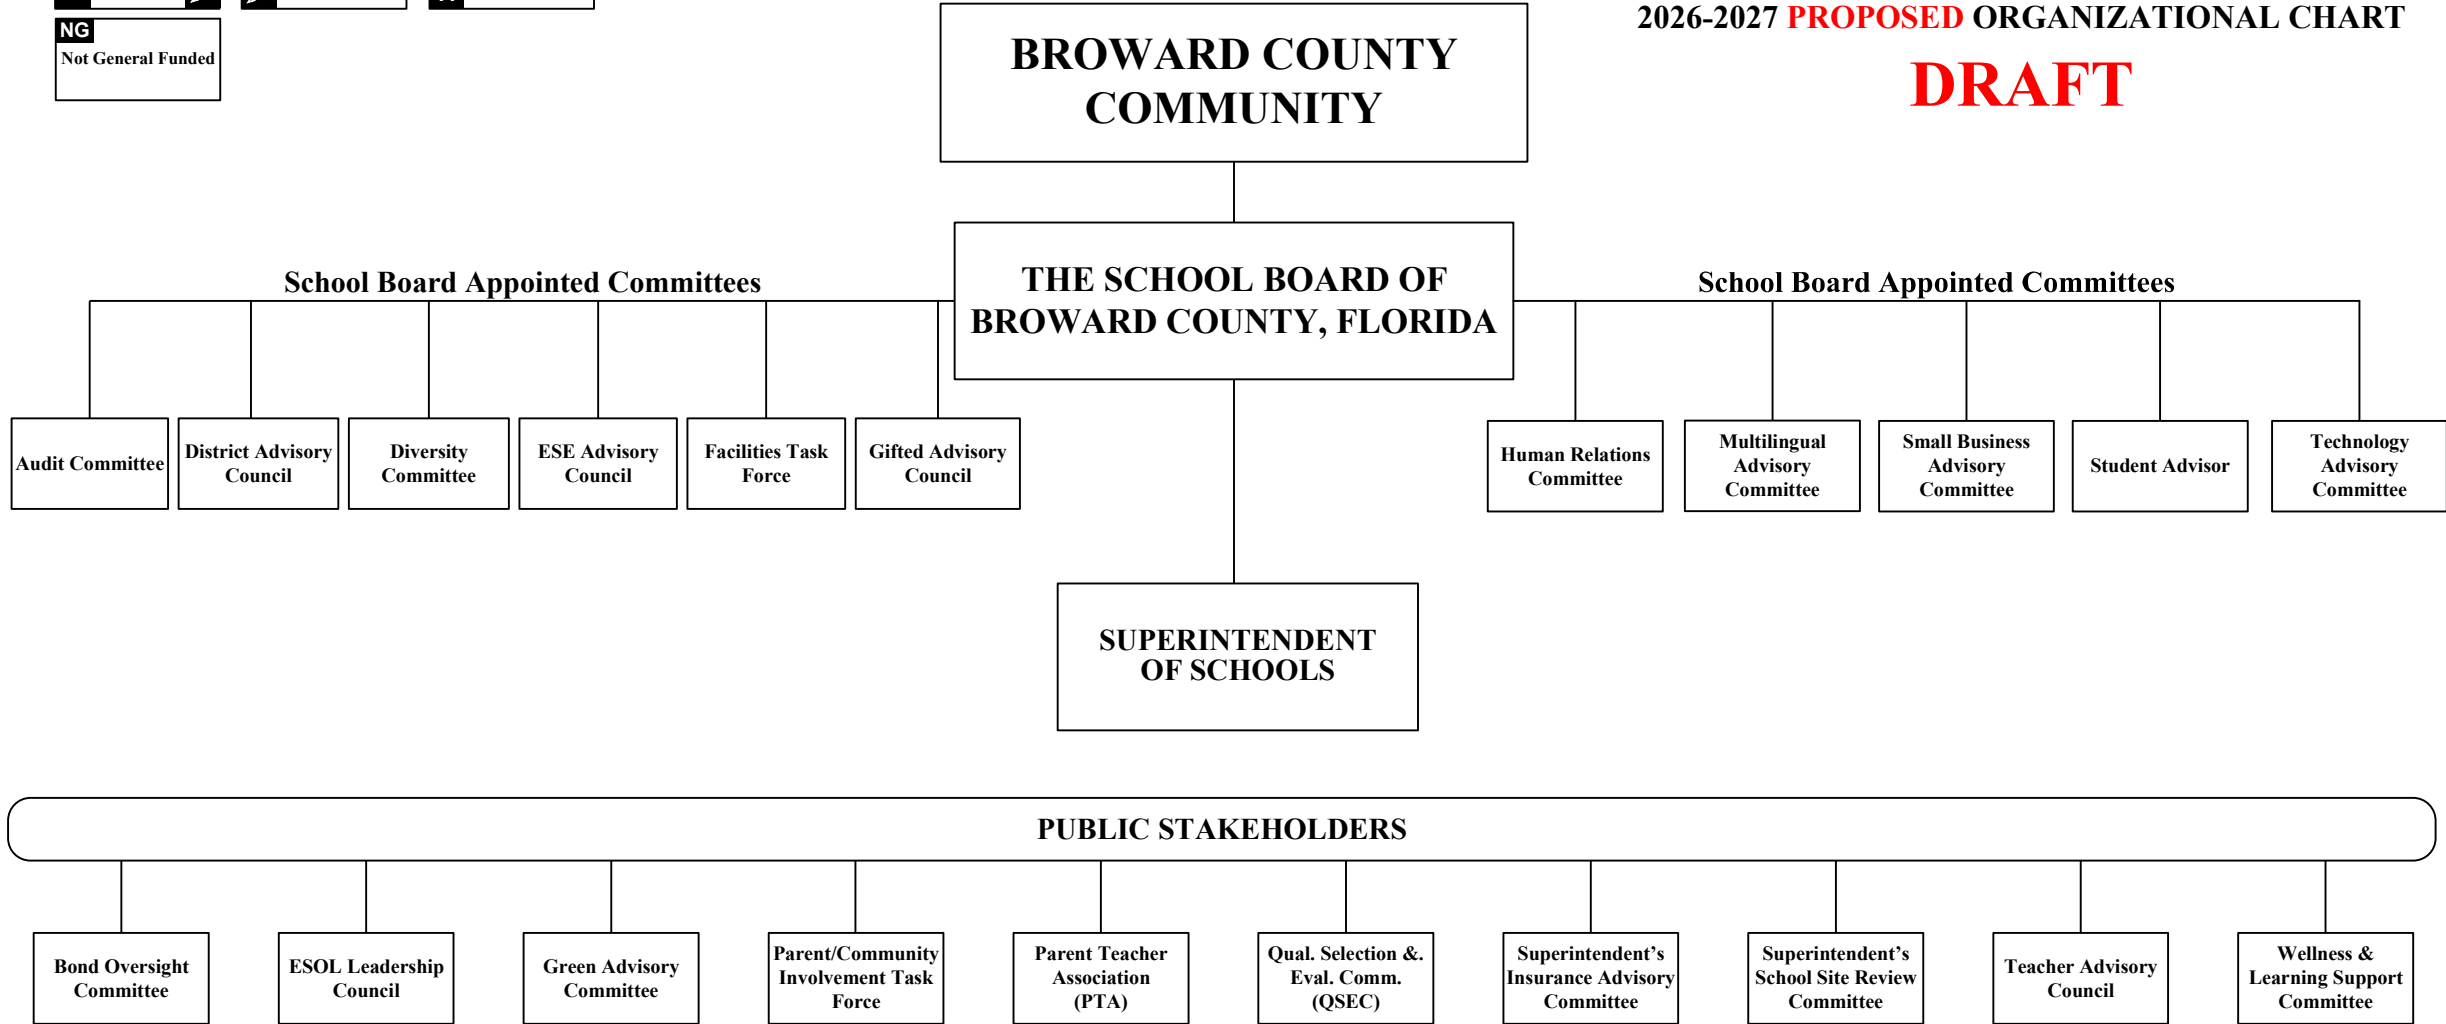 NG
Not General Funded
2026-2027 PROPOSED ORGANIZATIONAL CHART
DRAFT
BROWARD COUNTY
COMMUNITY
THE SCHOOL BOARD OF
BROWARD COUNTY, FLORIDA
School Board Appointed Committees
School Board Appointed Committees
Audit Committee
District Advisory
Council
Diversity
Committee
ESE Advisory
Council
Facilities Task
Force
Gifted Advisory
Council
Human Relations
Committee
Multilingual
Advisory
Committee
Small Business
Advisory
Committee
Student Advisor
Technology
Advisory
Committee
SUPERINTENDENT
OF SCHOOLS
PUBLIC STAKEHOLDERS
Bond Oversight
Committee
ESOL Leadership
Council
Green Advisory
Committee
Parent/Community
Involvement Task
Force
Parent Teacher
Association
(PTA)
Qual. Selection &.
Eval. Comm.
(QSEC)
Superintendent’s
Insurance Advisory
Committee
Superintendent’s
School Site Review
Committee
Teacher Advisory
Council
Wellness &
Learning Support
Committee